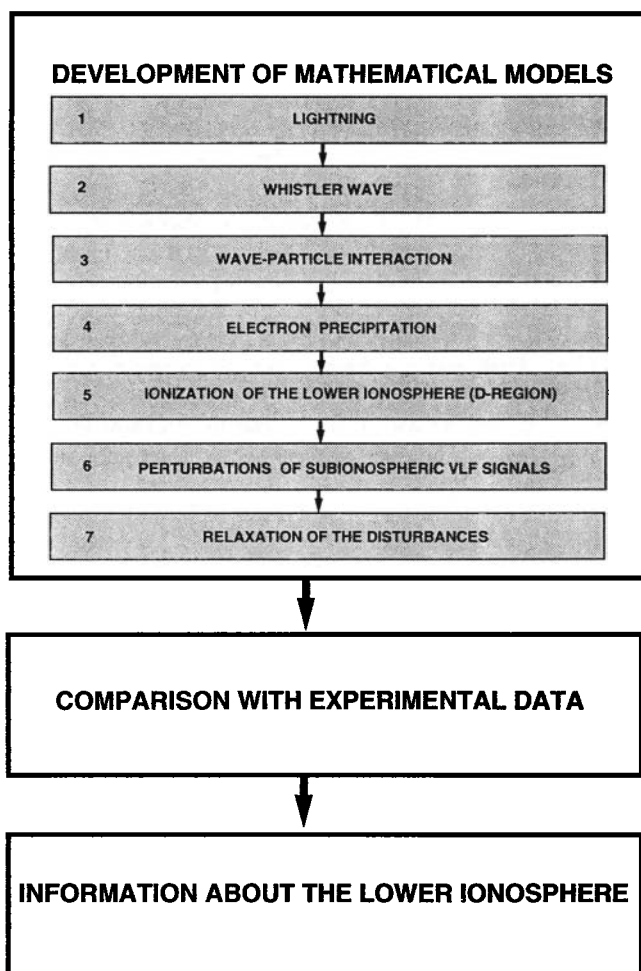 DEVELOPMENT OF MATHEMATICAL MODELS
1 LIGHTNING
2 WHISTLER WAVE
3 WAVE-PARTICLE INTERACTION
4 ELECTRON PRECIPITATION
5 IONIZATION OF THE LOWER IONOSPHERE (D-REGION)
6 PERTURBATIONS OF SUBIONOSPHERIC VLF SIGNALS
7 RELAXATION OF THE DISTURBANCES
COMPARISON WITH EXPERIMENTAL DATA
INFORMATION ABOUT THE LOWER IONOSPHERE